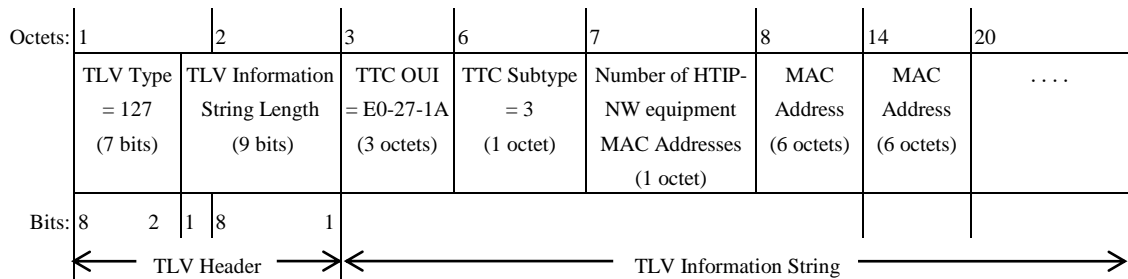 Octets: 1 2 3 6 7 8 14 20
TLV Type TLV Information TTC OUI TTC Subtype Number of HTIP- MAC MAC . . . .
= 127 String Length = E0-27-1A = 3 NW equipment Address Address
(7 bits) (9 bits) (3 octets) (1 octet) MAC Addresses (6 octets) (6 octets)
(1 octet)
Bits: 8 2 1 8 1
TLV Header TLV Information String